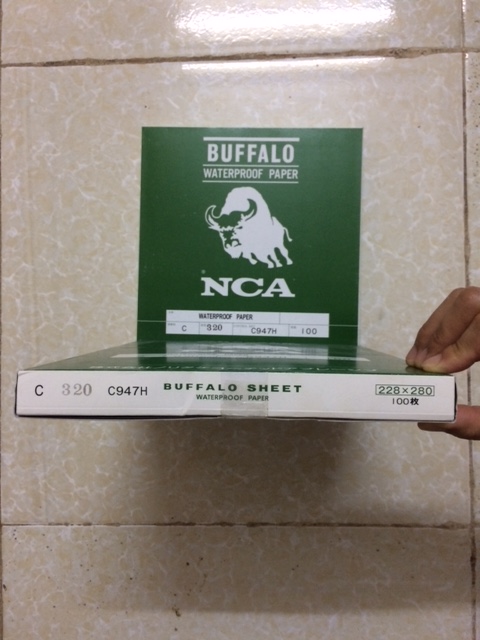 BUFFALO
WATERPROOF PAPER
NCA
WATERPROOF PAPER
C 320 C947H 100
C 320 C947H BUFFALO SHEET 228×280
WATERPROOF PAPER 100枚